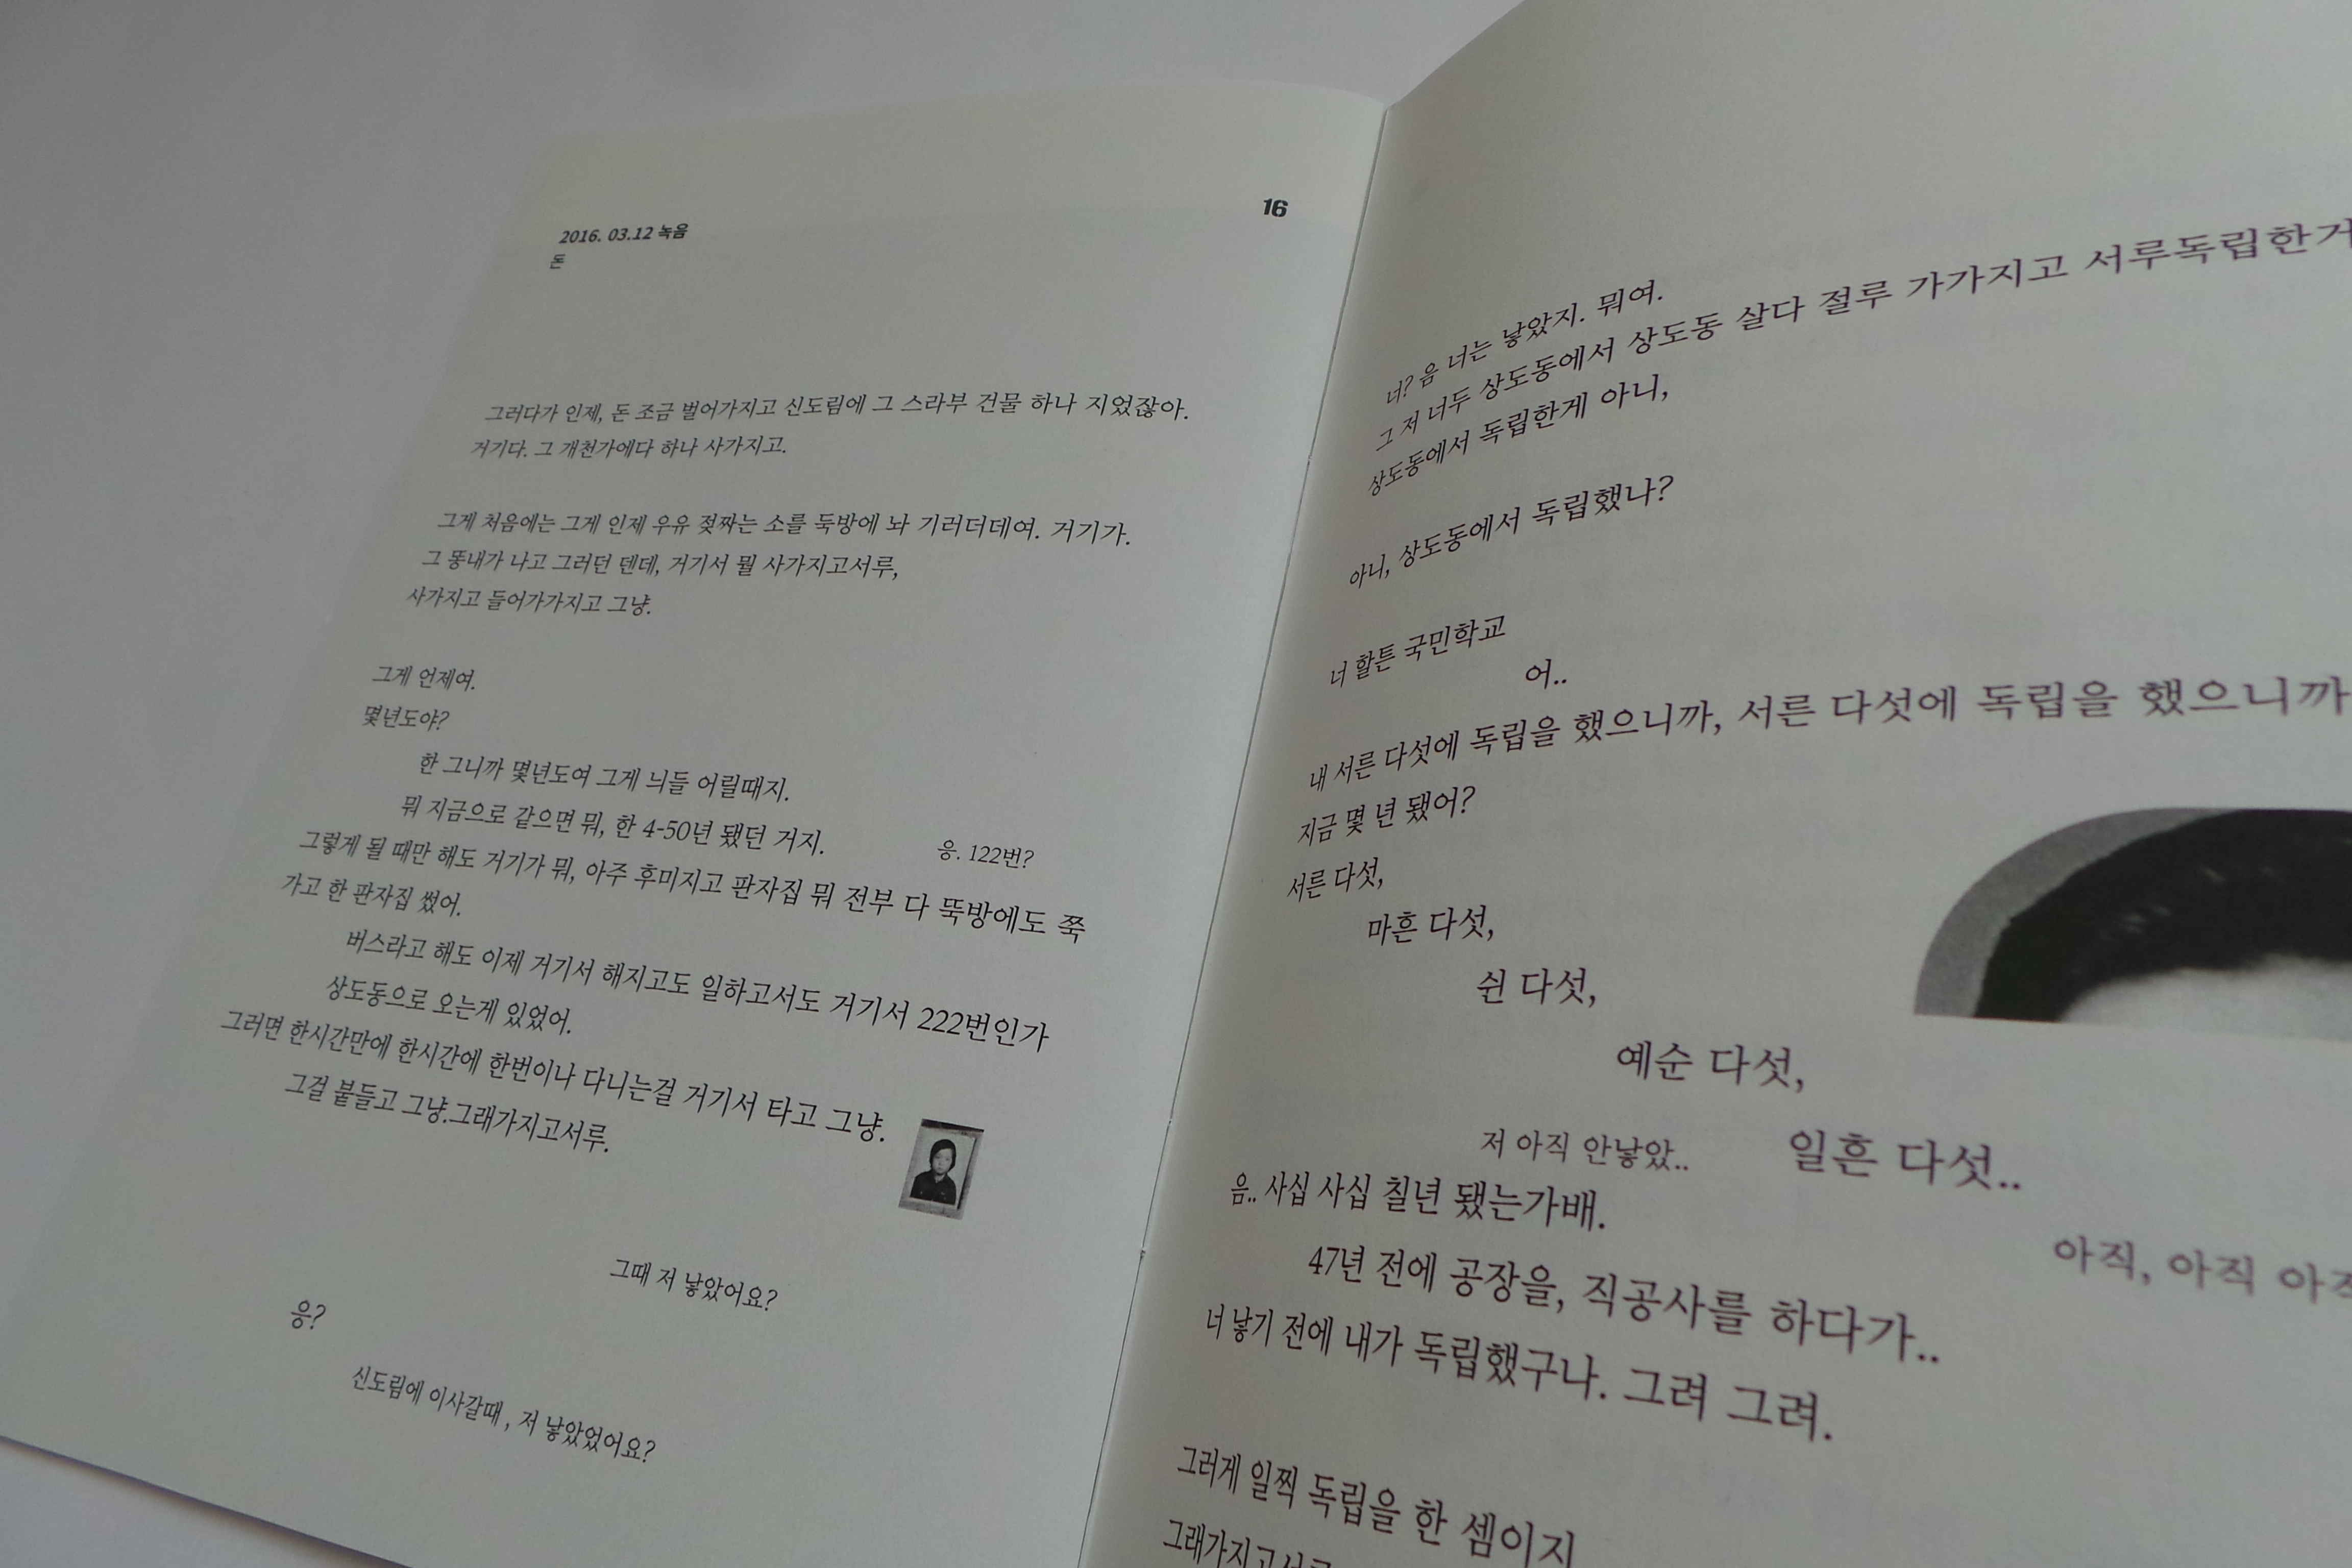 2016. 03.12 녹음
돈
16
그러다가 인제, 돈 조금 벌어가지고 신도림에 그 스라부 건물 하나 지었잖아.
거기다. 그 개천가에다 하나 사가지고.
그게 처음에는 그게 인제 우유 젖짜는 소를 둑방에 놔 기러더데여. 거기가.
그 똥내가 나고 그러던 덴데, 거기서 뭘 사가지고서루,
사가지고 들어가가지고 그냥.
그게 언제여.
몇년도야?
한 그니까 몇년도여 그게 늬들 어릴때지.
뭐 지금으로 같으면 뭐, 한 4-50년 됐던 거지.
응. 122번?
그렇게 될 때만 해도 거기가 뭐, 아주 후미지고 판자집 뭐 전부 다 뚝방에도 쭉
가고 한 판자집 썼어.
버스라고 해도 이제 거기서 해지고도 일하고서도 거기서 222번인가
상도동으로 오는게 있었어.
그러면 한시간만에 한시간에 한번이나 다니는걸 거기서 타고 그냥.
그걸 붙들고 그냥.그래가지고서루.
그때 저 낳았어요?
응?
신도림에 이사갈때, 저 낳았었어요?
너? 음 너는 낳았지. 뭐여.
그 저 너두 상도동에서 상도동 살다 절루 가가지고 서루독립한거
상도동에서 독립한게 아니,
아니, 상도동에서 독립했나?
너 할튼 국민학교
어..
내 서른 다섯에 독립을 했으니까, 서른 다섯에 독립을 했으니까
지금 몇 년 됐어?
서른 다섯,
마흔 다섯,
쉰 다섯,
예순 다섯,
저 아직 안낳았..
일흔 다섯..
음.. 사십 사십 칠년 됐는가배.
아직, 아직 아직
47년 전에 공장을, 직공사를 하다가..
너 낳기 전에 내가 독립했구나. 그려 그려.
그러게 일찍 독립을 한 셈이지
그래가지고서루